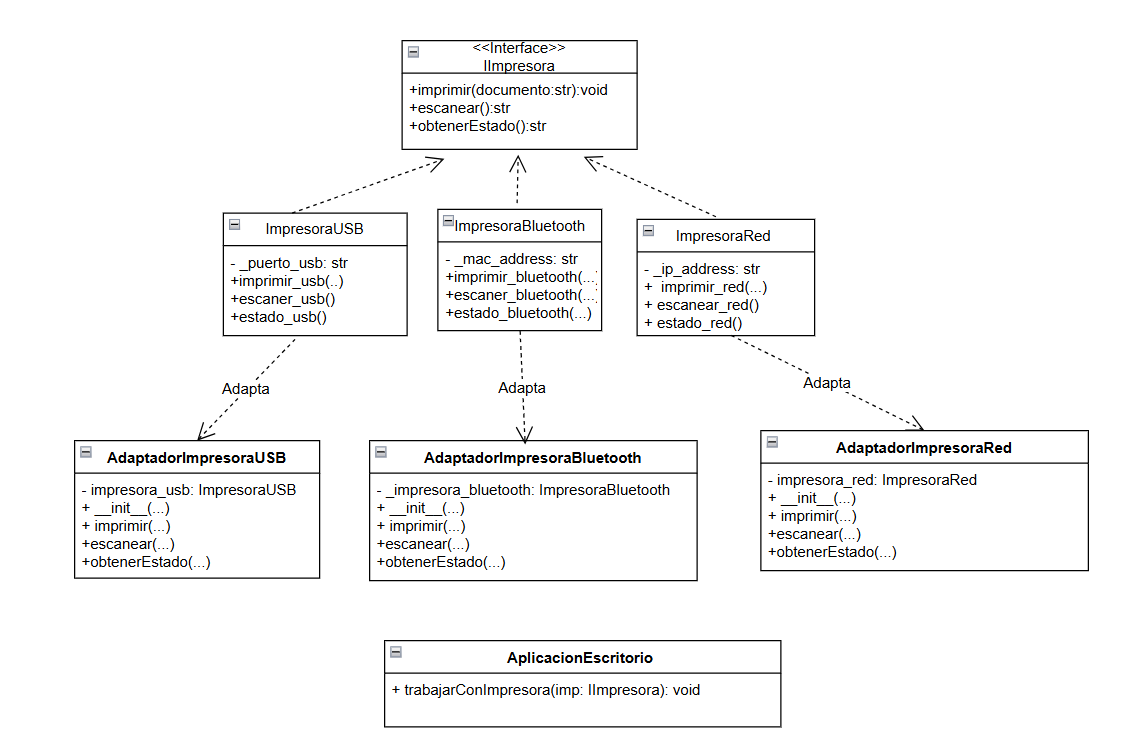 <<Interface>>
IImpresora
+imprimir(documento:str):void
+escanear():str
+obtenerEstado():str
ImpresoraUSB
- _puerto_usb: str
+imprimir_usb(..)
+escaner_usb()
+estado_usb()
ImpresoraBluetooth
- _mac_address: str
+imprimir_bluetooth(...
+escaner_bluetooth(...
+estado_bluetooth(...)
ImpresoraRed
- _ip_address: str
+  imprimir_red(...)
+ escanear_red()
+ estado_red()
Adapta
Adapta
Adapta
AdaptadorImpresoraUSB
- impresora_usb: ImpresoraUSB
+ __init__(...)
+ imprimir(...)
+escanear(...)
+obtenerEstado(...)
AdaptadorImpresoraBluetooth
- _impresora_bluetooth: ImpresoraBluetooth
+ __init__(...)
+ imprimir(...)
+escanear(...)
+obtenerEstado(...)
AdaptadorImpresoraRed
- impresora_red: ImpresoraRed
+ __init__(...)
+ imprimir(...)
+escanear(...)
+obtenerEstado(...)
AplicacionEscritorio
+ trabajarConImpresora(imp: IImpresora): void